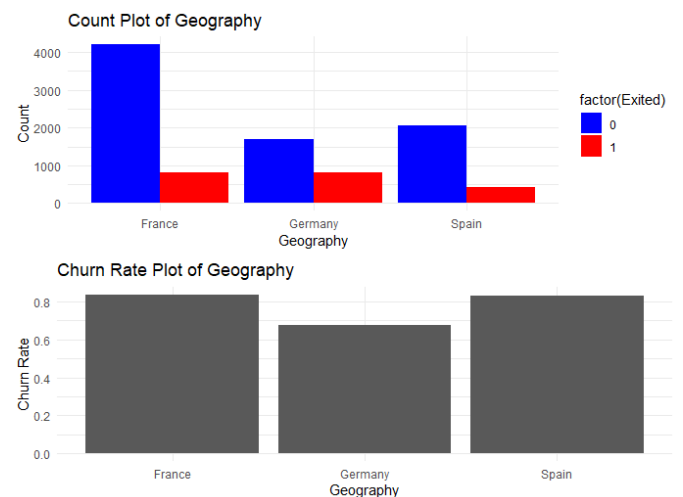 Count Plot of Geography
4000
3000
2000
1000
0
Count
France
Germany
Spain
Geography
factor(Exited)
0
1
Churn Rate Plot of Geography
0.8
0.6
0.4
0.2
0.0
Churn Rate
France
Germany
Spain
Geography